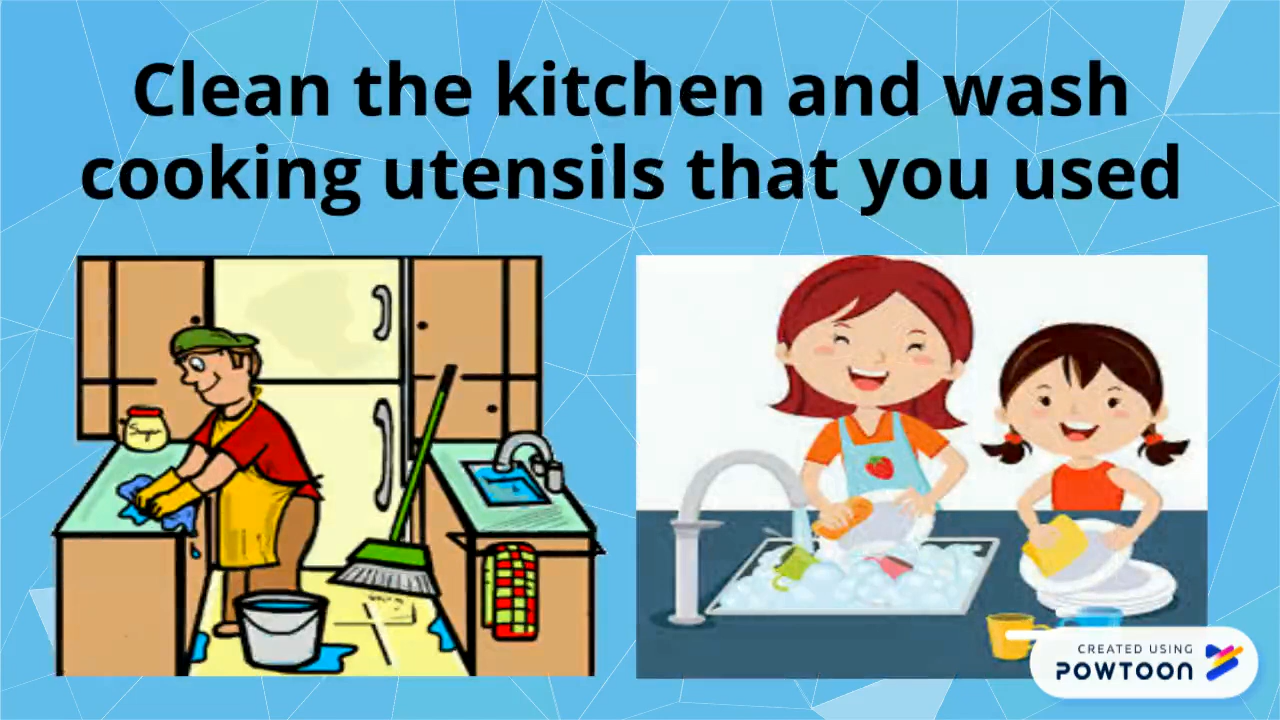 Clean the kitchen and wash
cooking utensils that you used
Sugar
CREATED USING
POWTOON